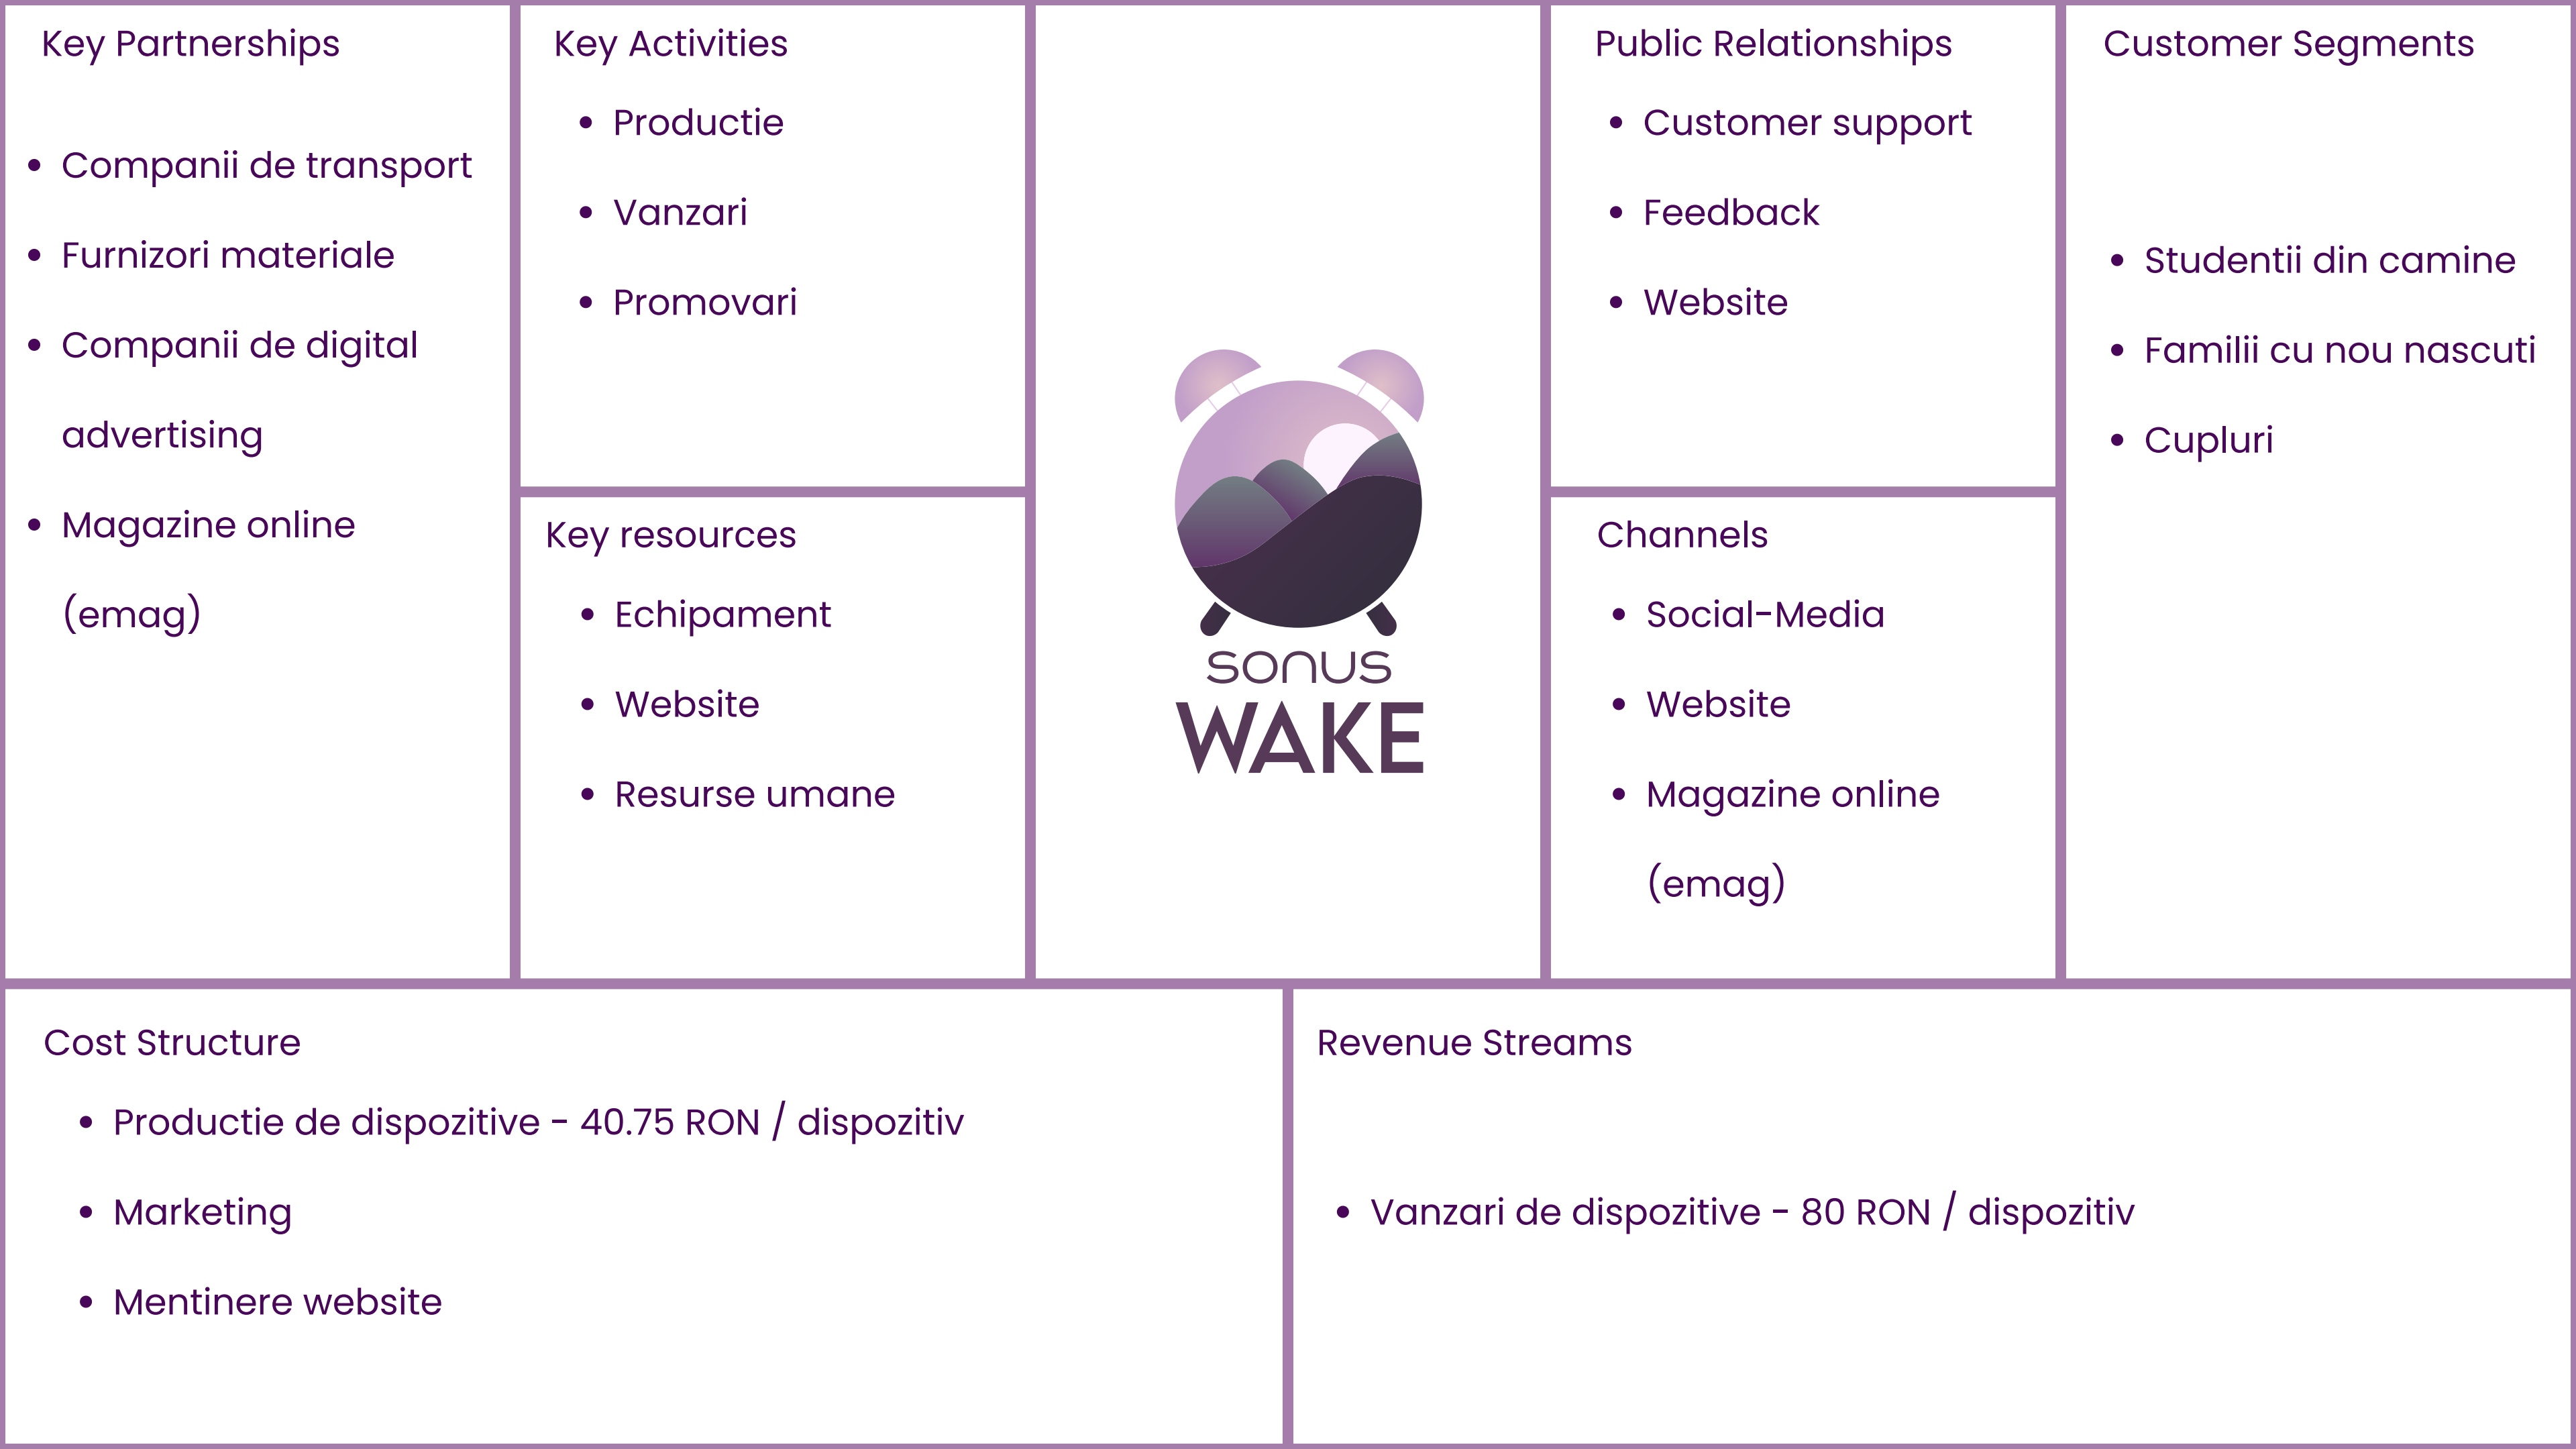 Key Partnerships
Companii de transport
Furnizori materiale
Companii de digital
advertising
Magazine online
(emag)
Key Activities
Productie
Vanzari
Promovari
Key resources
Echipament
Website
Resurse umane
sonus
WAKE
Public Relationships
Customer support
Feedback
Website
Channels
Social-Media
Website
Magazine online
(emag)
Customer Segments
Studentii din camine
Familii cu nou nascuti
Cupluri
Cost Structure
Productie de dispozitive - 40.75 RON / dispozitiv
Marketing
Mentinere website
Revenue Streams
Vanzari de dispozitive - 80 RON / dispozitiv